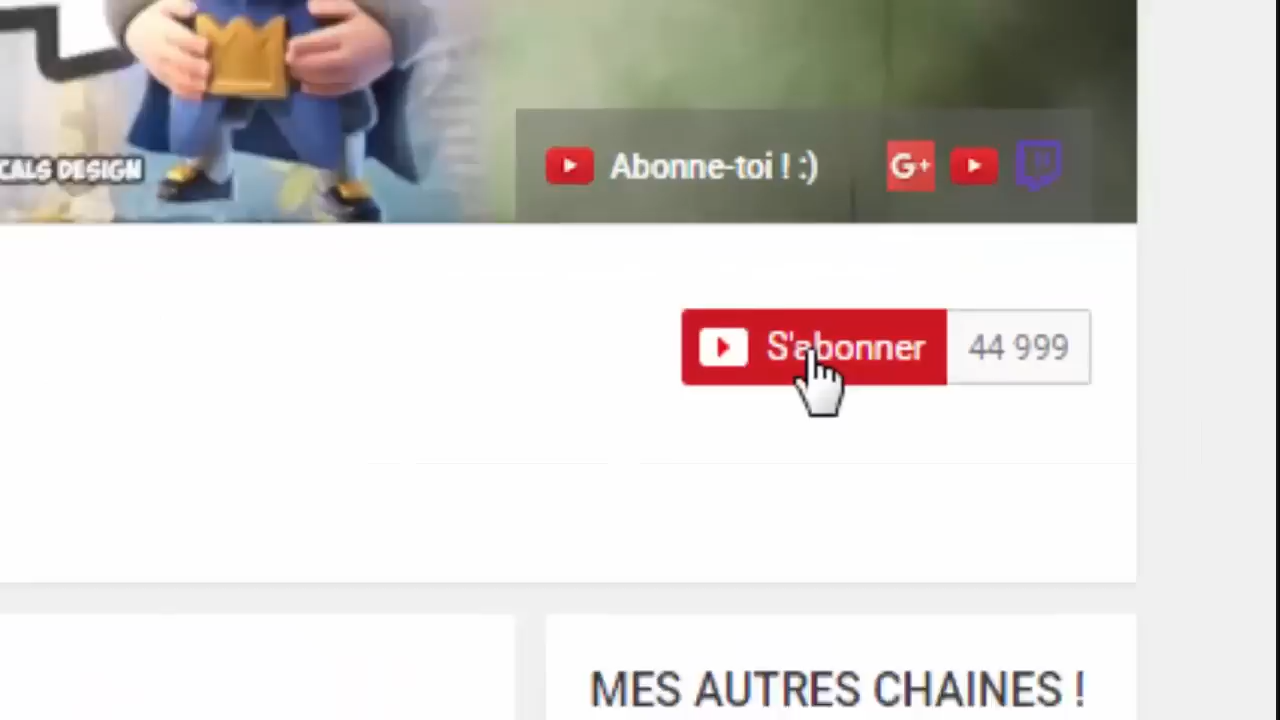 CALS DESIGN
Abonne-toi ! :)
G+
S'abonner
44 999
MES AUTRES CHAINES !